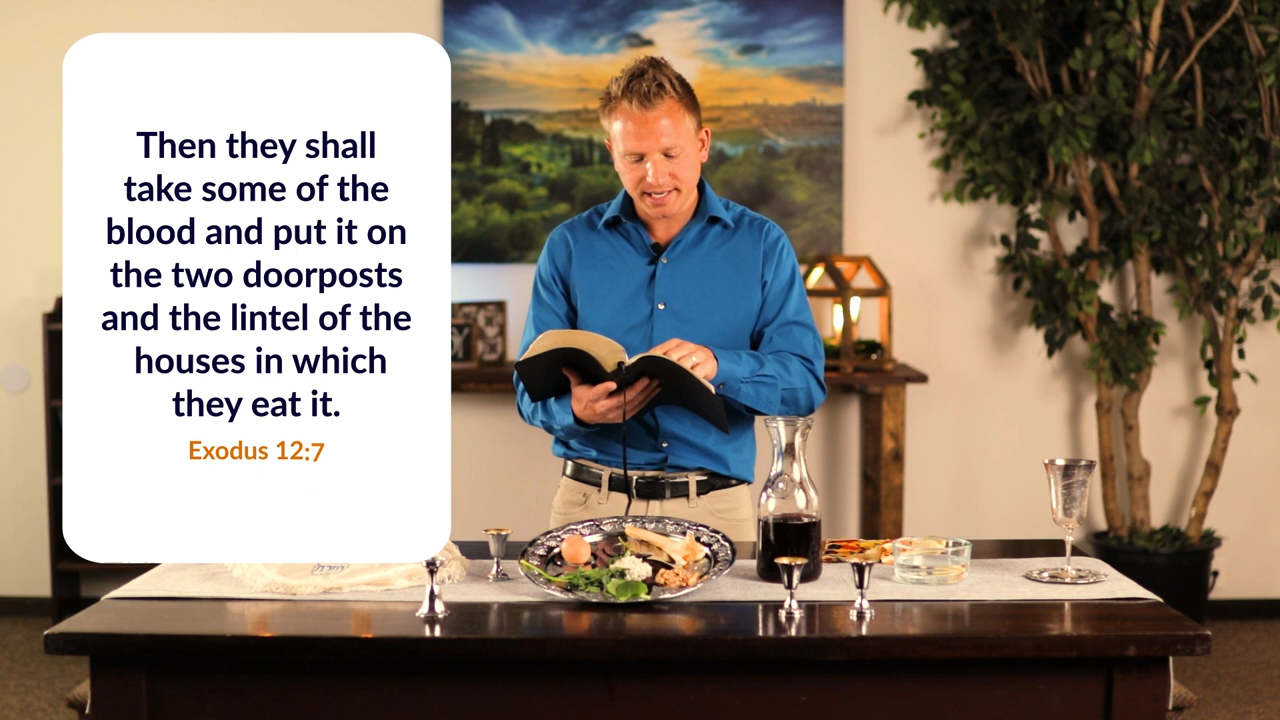 Then they shall
take some of the
blood and put it on
the two doorposts
and the lintel of the
houses in which
they eat it.
Exodus 12:7